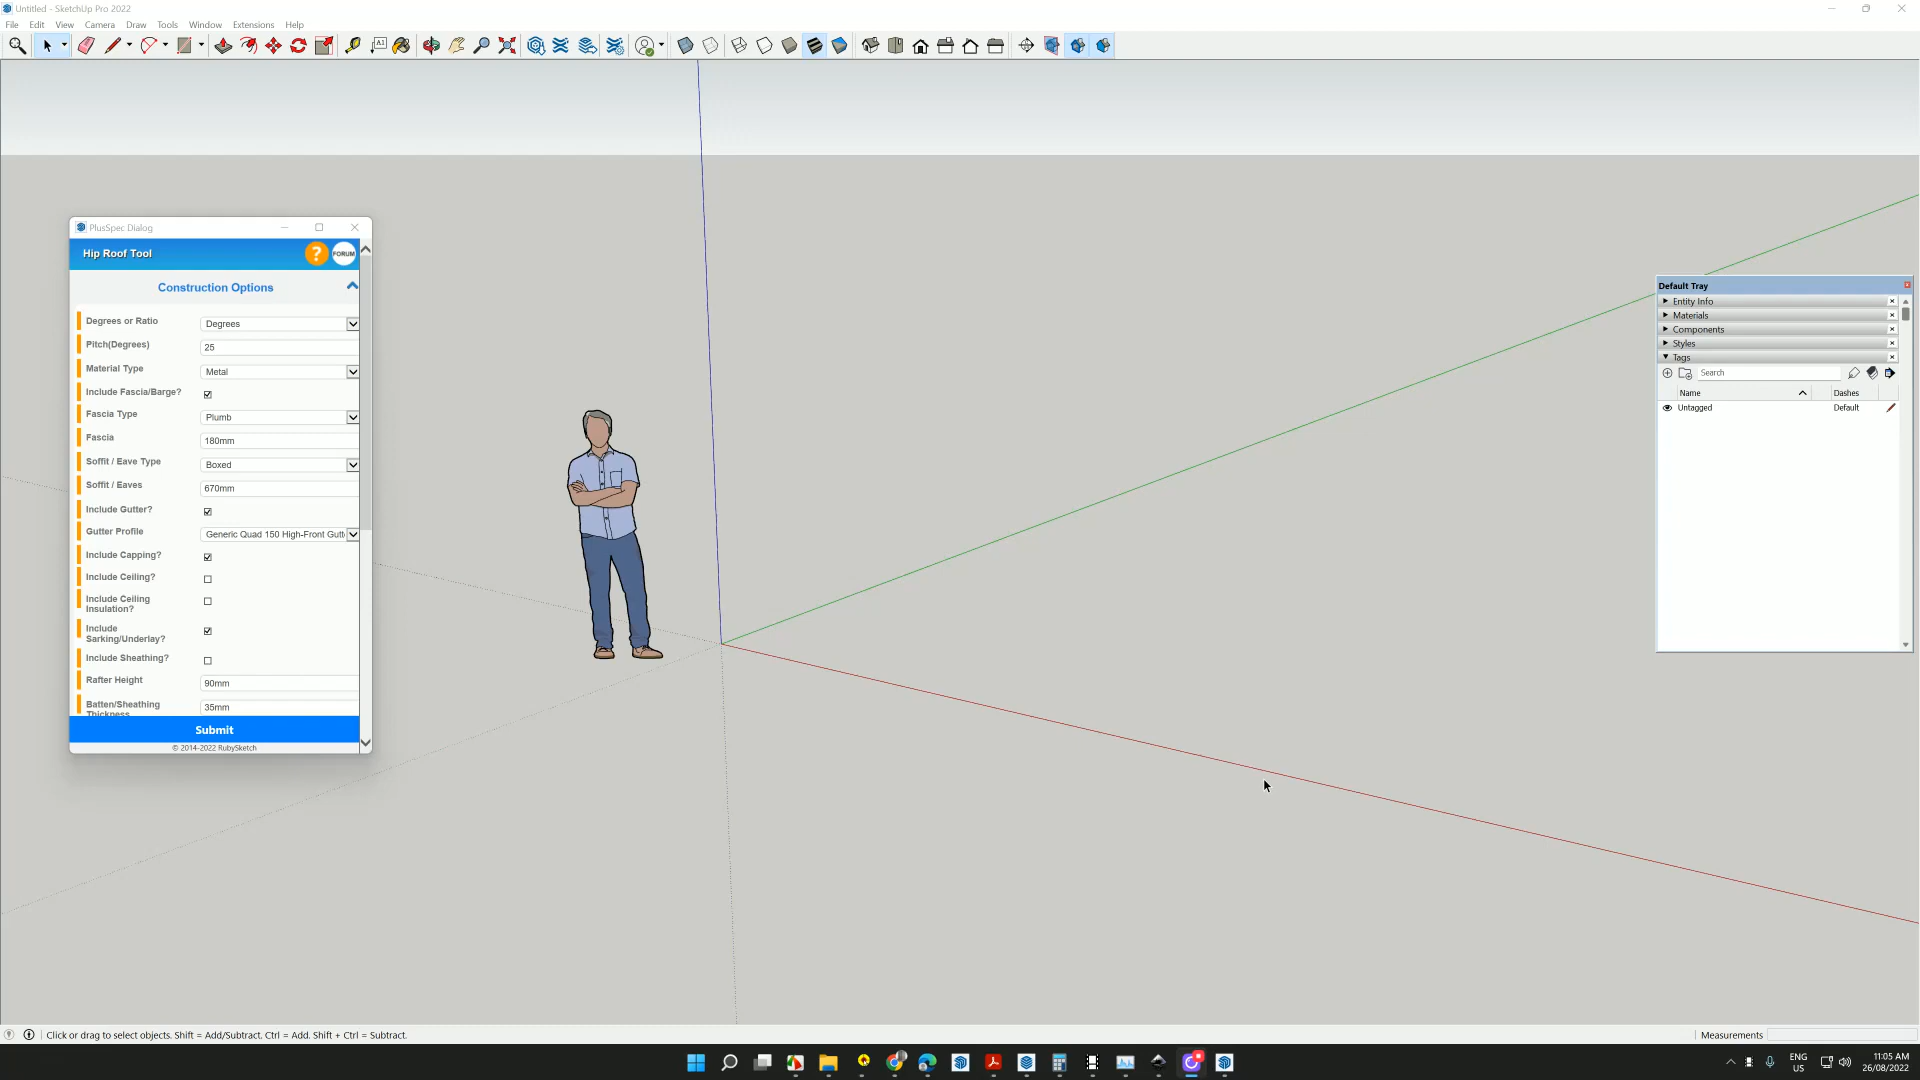 Untitled - SketchUp Pro 2022
File Edit View Camera Draw Tools Window Extensions Help
A1
PlusSpec Dialog
Hip Roof Tool
?
FORUM
Construction Options
Degrees or Ratio Degrees
Pitch(Degrees) 25
Material Type Metal
Include Fascia/Barge?
Fascia Type Plumb
Fascia 180mm
Soffit / Eave Type Boxed
Soffit / Eaves 670mm
Include Gutter?
Gutter Profile Generic Quad 150 High-Front Gutt
Include Capping?
Include Ceiling?
Include Ceiling
Insulation?
Include
Sarking/Underlay?
Include Sheathing?
Rafter Height 90mm
Batten/Sheathing 35mm
Thickness
Submit
© 2014-2022 RubySketch
Default Tray
Entity Info
Materials
Components
Styles
Tags
Search
Name Dashes
Untagged Default
Click or drag to select objects. Shift = Add/Subtract. Ctrl = Add. Shift + Ctrl = Subtract.
Measurements
ENG
US
11:05 AM
26/08/2022